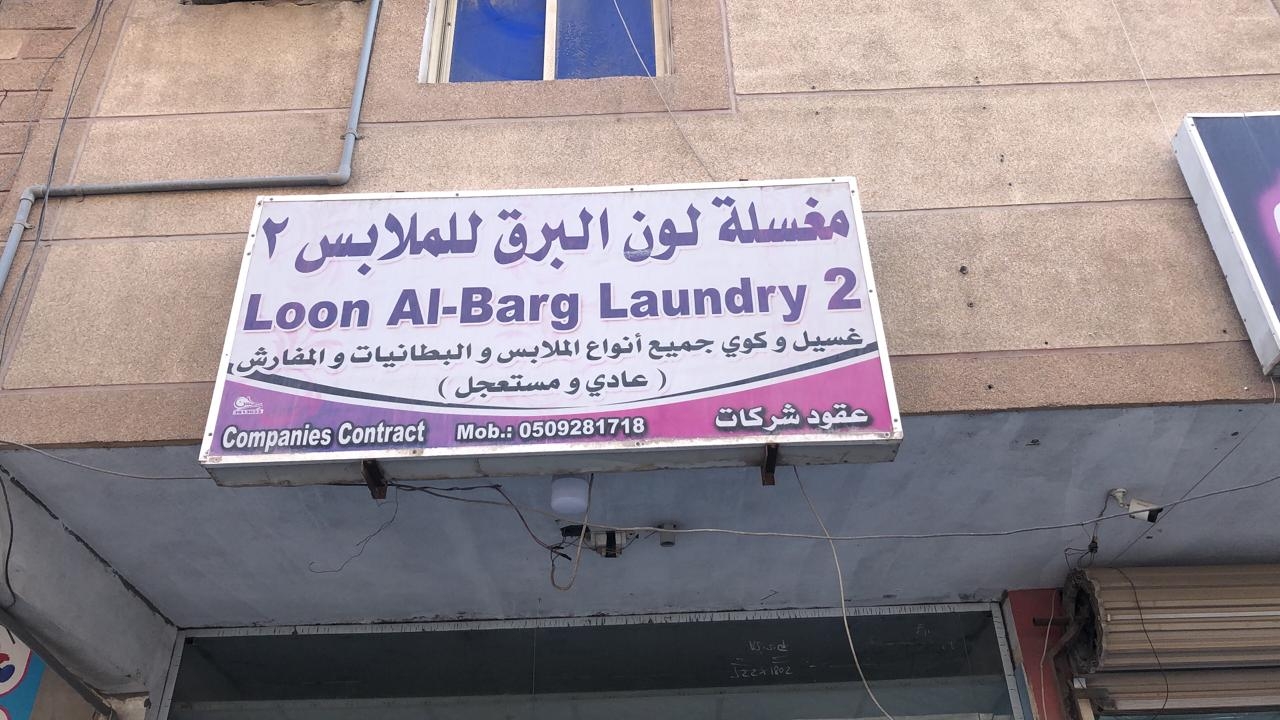 مغسلة لون البرق للملابس ٢
Loon Al-Barg Laundry 2
غسيل و كوي جميع أنواع الملابس و البطانيات و المفارش
( عادي و مستعجل )
Companies Contract Mob.: 0509281718 عقود شركات